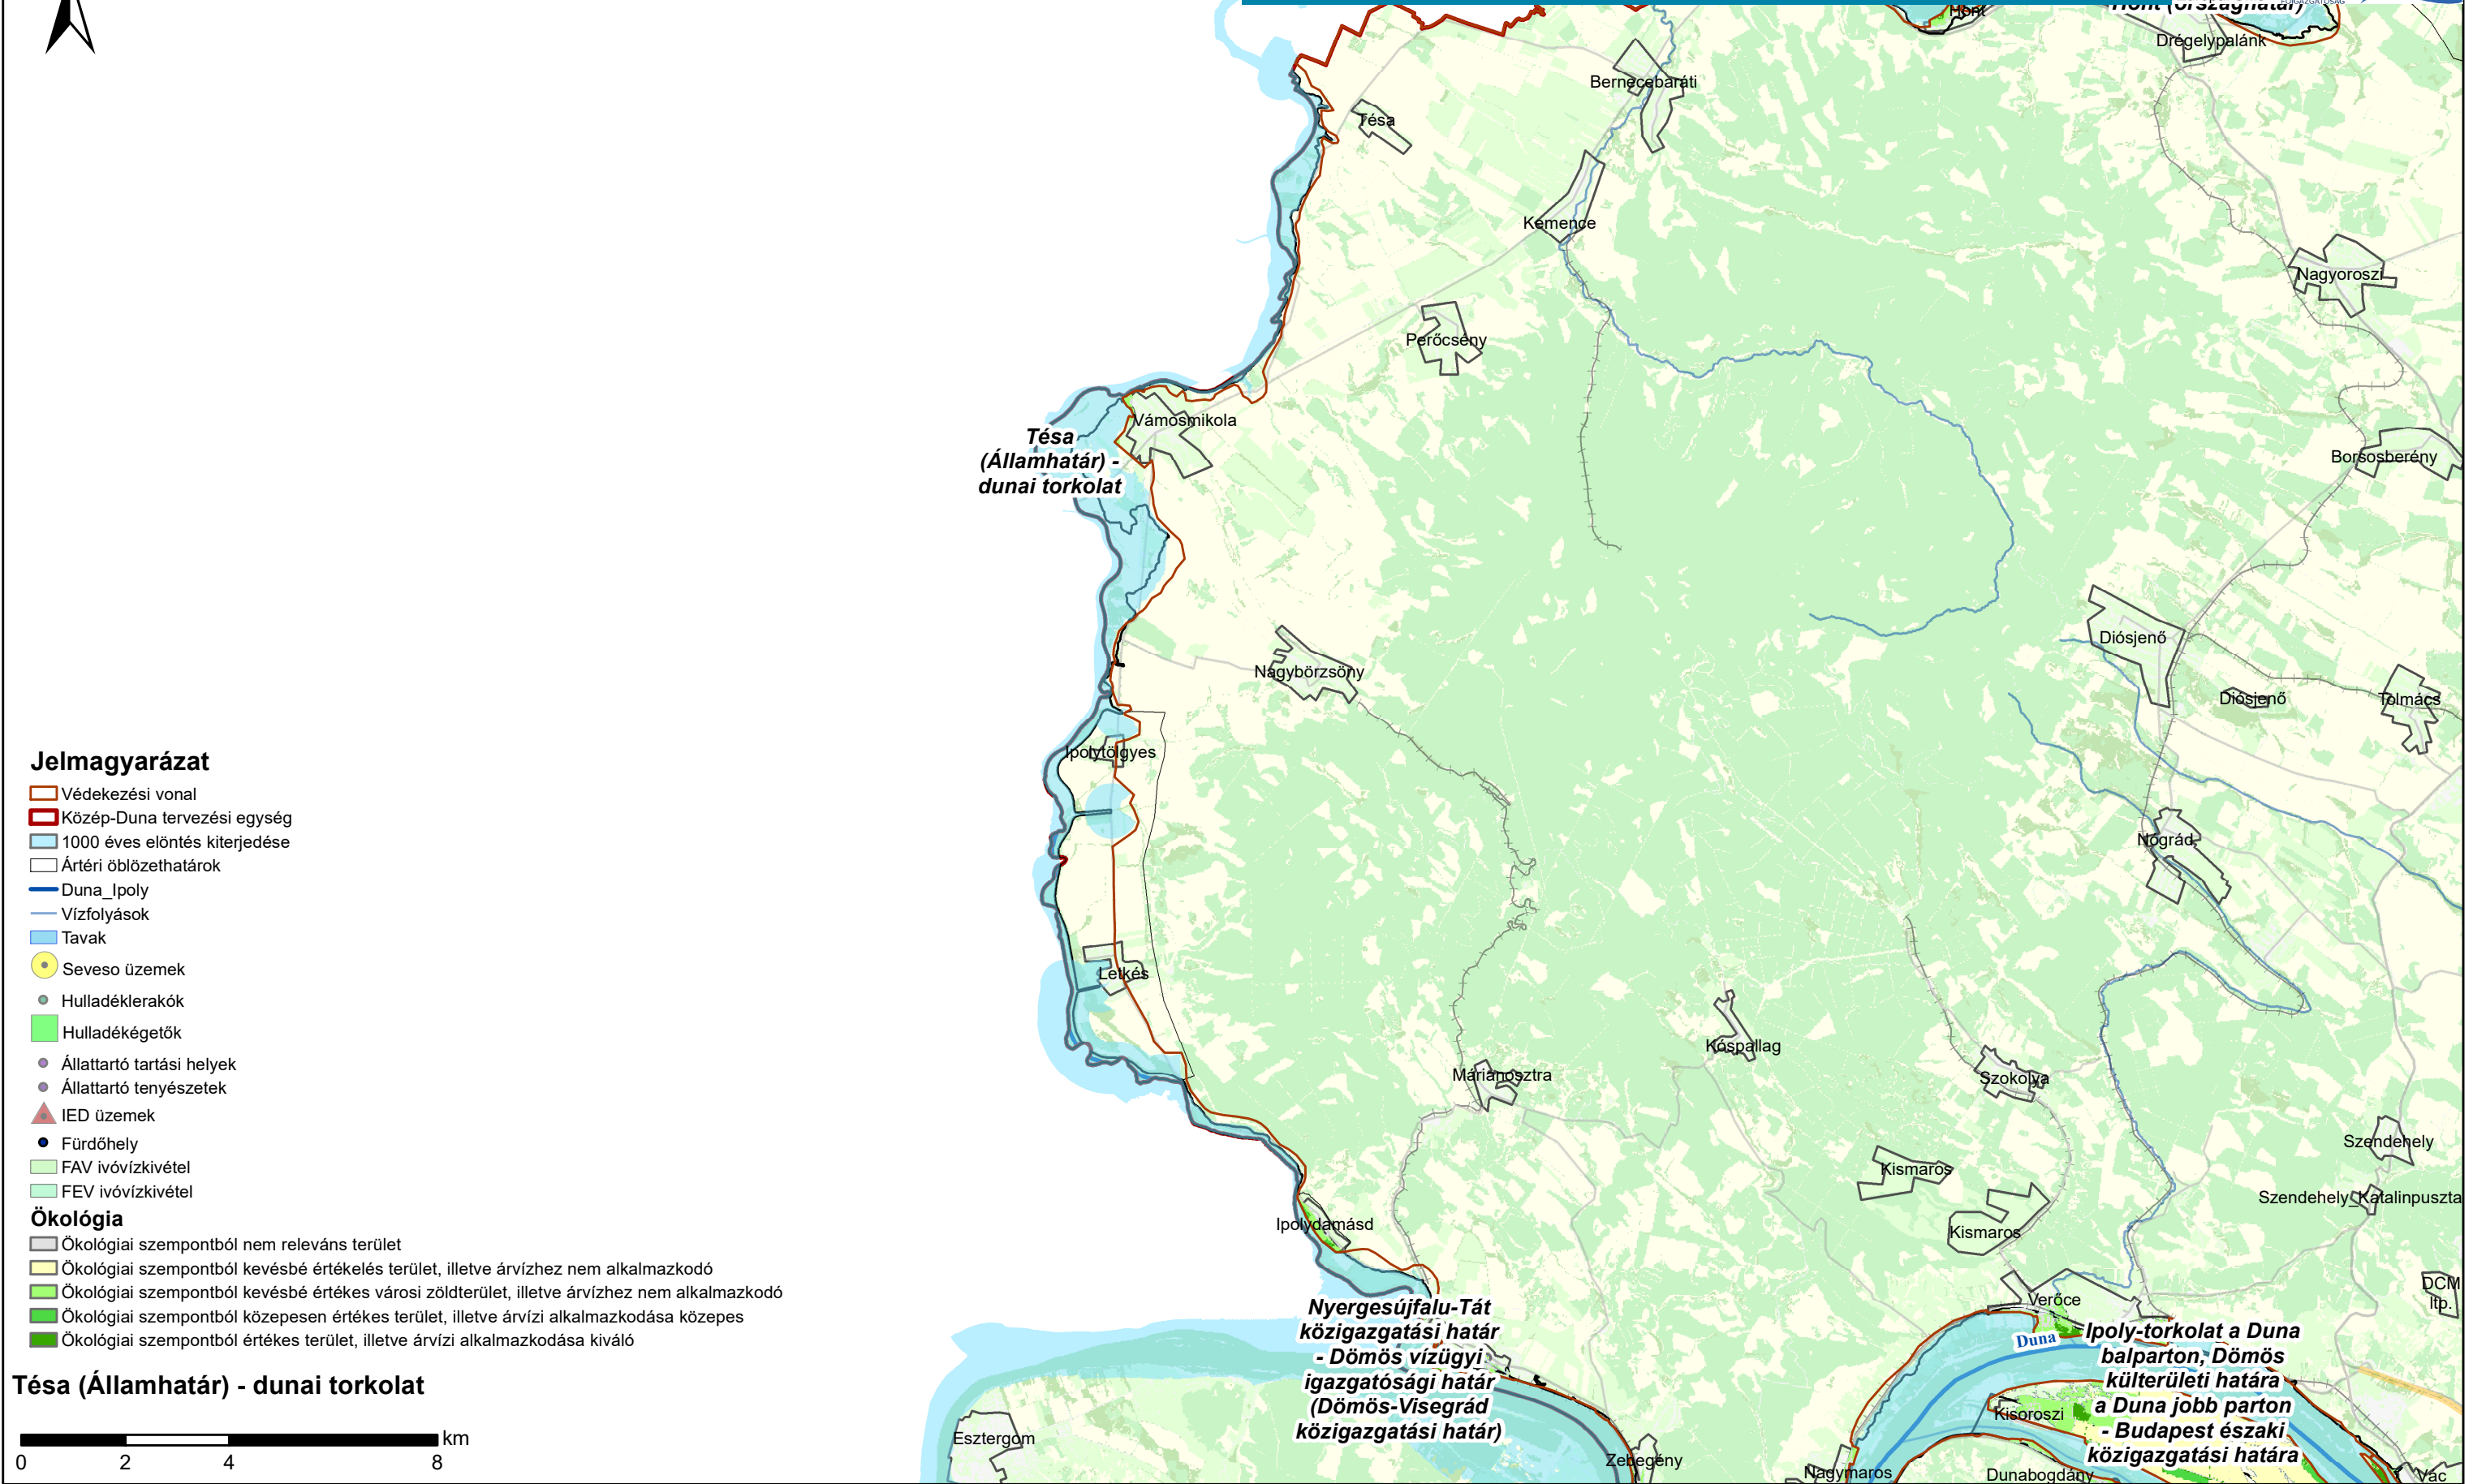 Hont (országhatár)
FŐIGAZGATÓSÁG
Hont
Drégelypalánk
Bernecebaráti
Tésa
Kemence
Nagyoroszi
Perőcsény
Vámosmikola
Tésa
(Államhatár) -
dunai torkolat
Borsosberény
Diósjenő
Nagybörzsöny
Diósjenő
Tolmács
Ipolytölgyes
Nógrád
Letkés
Kóspallag
Márianosztra
Szokolya
Szendehely
Kismaros
Szendehely_Katalinpuszta
Ipolydamásd
Kismaros
DCM
ltp.
Verőce
Duna
Nyergesújfalu-Tát
közigazgatási határ
- Dömös vízügyi
igazgatósági határ
(Dömös-Visegrád
közigazgatási határ)
Ipoly-torkolat a Duna
balparton, Dömös
külterületi határa
a Duna jobb parton
- Budapest északi
közigazgatási határa
Kisoroszi
Esztergom
Zebegény
Nagymaros
Dunabogdány
Vác
Jelmagyarázat
Védekezési vonal
Közép-Duna tervezési egység
1000 éves elöntés kiterjedése
Ártéri öblözethatárok
Duna_Ipoly
Vízfolyások
Tavak
Seveso üzemek
Hulladéklerakók
Hulladékégetők
Állattartó tartási helyek
Állattartó tenyészetek
IED üzemek
Fürdőhely
FAV ivóvízkivétel
FEV ivóvízkivétel
Ökológia
Ökológiai szempontból nem releváns terület
Ökológiai szempontból kevésbé értékelés terület, illetve árvízhez nem alkalmazkodó
Ökológiai szempontból kevésbé értékes városi zöldterület, illetve árvízhez nem alkalmazkodó
Ökológiai szempontból közepesen értékes terület, illetve árvízi alkalmazkodása közepes
Ökológiai szempontból értékes terület, illetve árvízi alkalmazkodása kiváló
Tésa (Államhatár) - dunai torkolat
km
0 2 4 8